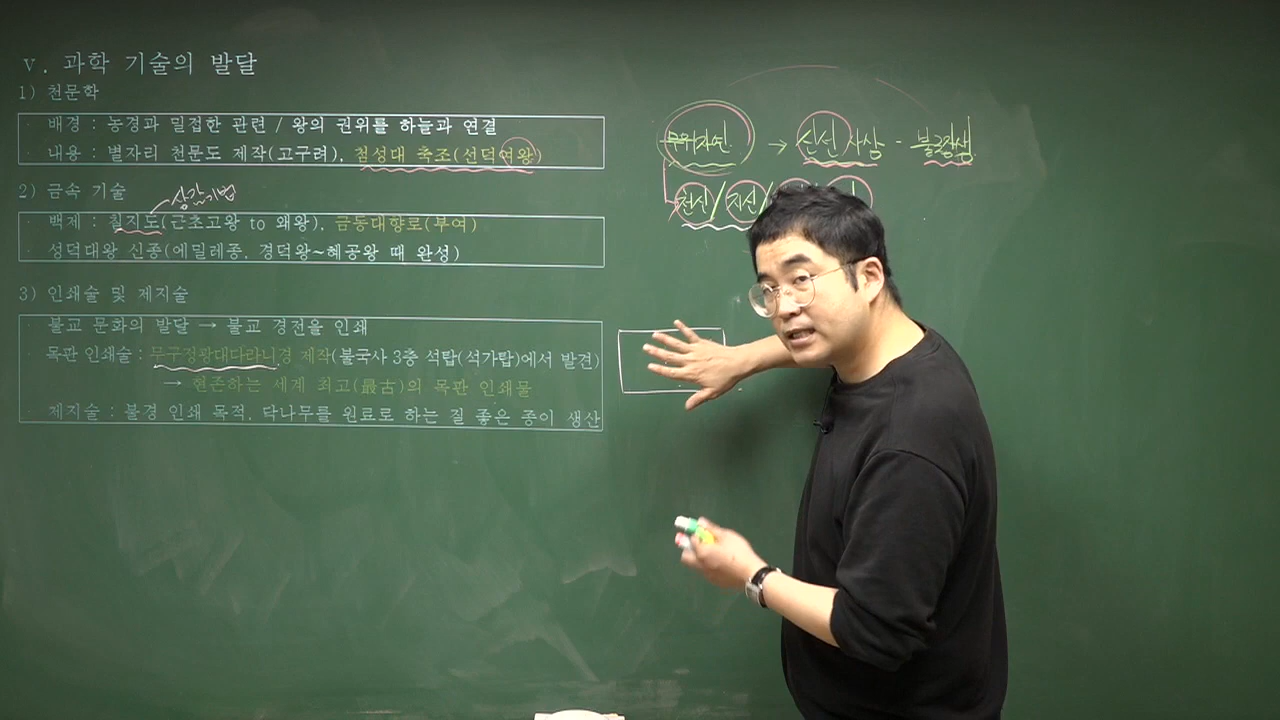 V. 과학 기술의 발달
1) 천문학
· 배경 : 농경과 밀접한 관련 / 왕의 권위를 하늘과 연결
· 내용 : 별자리 천문도 제작(고구려), 첨성대 축조(선덕여왕)
2) 금속 기술
상감기법
· 백제 : 칠지도(근초고왕 to 왜왕), 금동대향로(부여)
· 성덕대왕 신종(에밀레종, 경덕왕~혜공왕 때 완성)
3) 인쇄술 및 제지술
· 불교 문화의 발달 → 불교 경전을 인쇄
· 목판 인쇄술 : 무구정광대다라니경 제작(불국사 3층 석탑(석가탑)에서 발견)
→ 현존하는 세계 최고(最古)의 목판 인쇄물
· 제지술 : 불경 인쇄 목적, 닥나무를 원료로 하는 질 좋은 종이 생산
무위자연 → 신선 사상 - 불로장생
천신/지신/